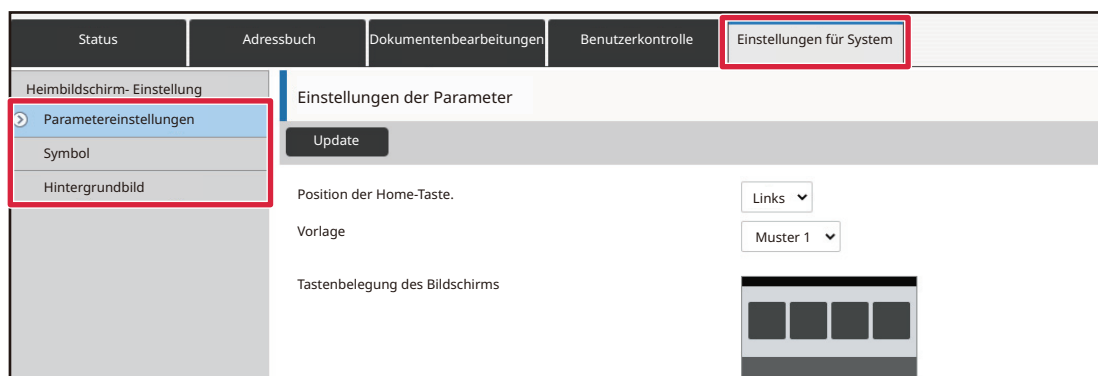 Status
Adressbuch
Dokumentenbearbeitungen
Benutzerkontrolle
Einstellungen für System
Heimbildschirm- Einstellung
Parametereinstellungen
Symbol
Hintergrundbild
Einstellungen der Parameter
Update
Position der Home-Taste.
Links
Vorlage
Muster 1
Tastenbelegung des Bildschirms